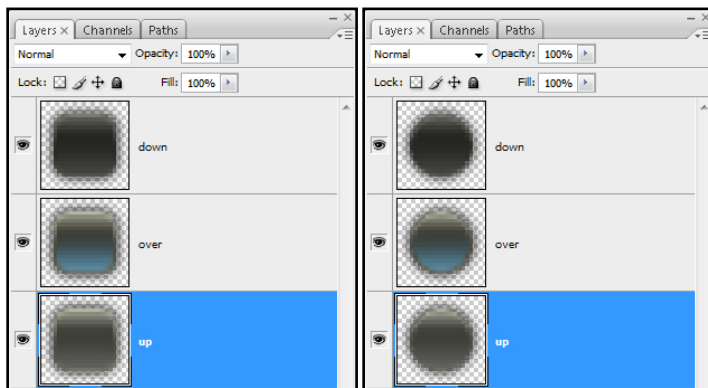 Layers × Channels Paths
Normal Opacity: 100%
Lock: Fill: 100%
down
over
up
Layers × Channels Paths
Normal Opacity: 100%
Lock: Fill: 100%
down
over
up